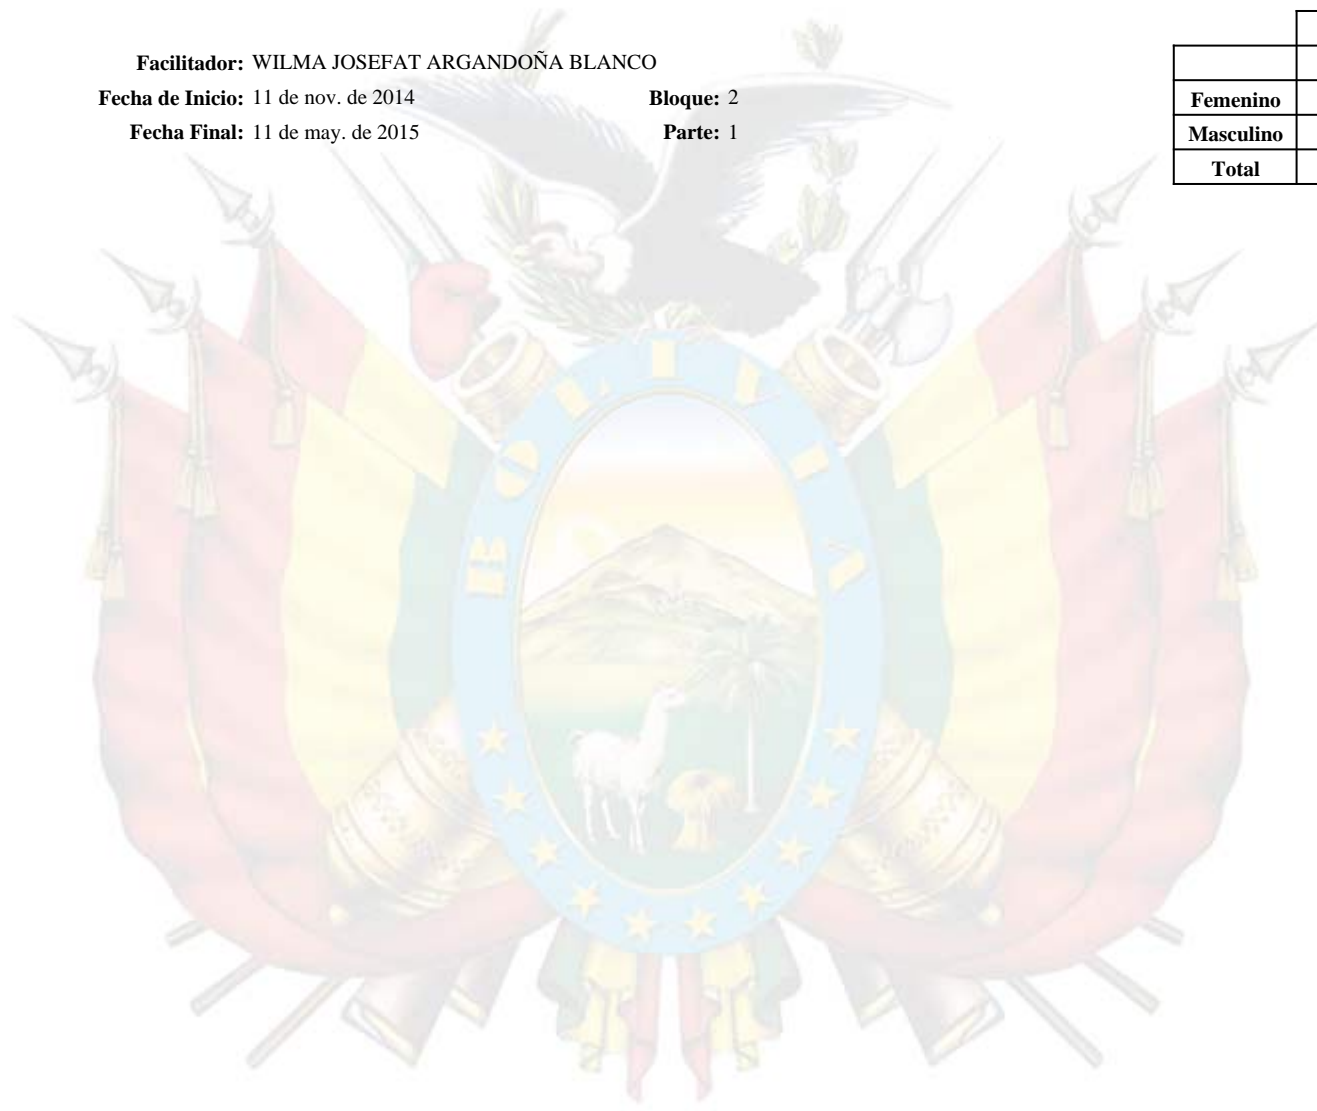 Facilitador: WILMA JOSEFAT ARGANDOÑA BLANCO
Fecha de Inicio: 11 de nov. de 2014 Bloque: 2
Fecha Final: 11 de may. de 2015 Parte: 1
Femenino
Masculino
Total
BOLIVIA